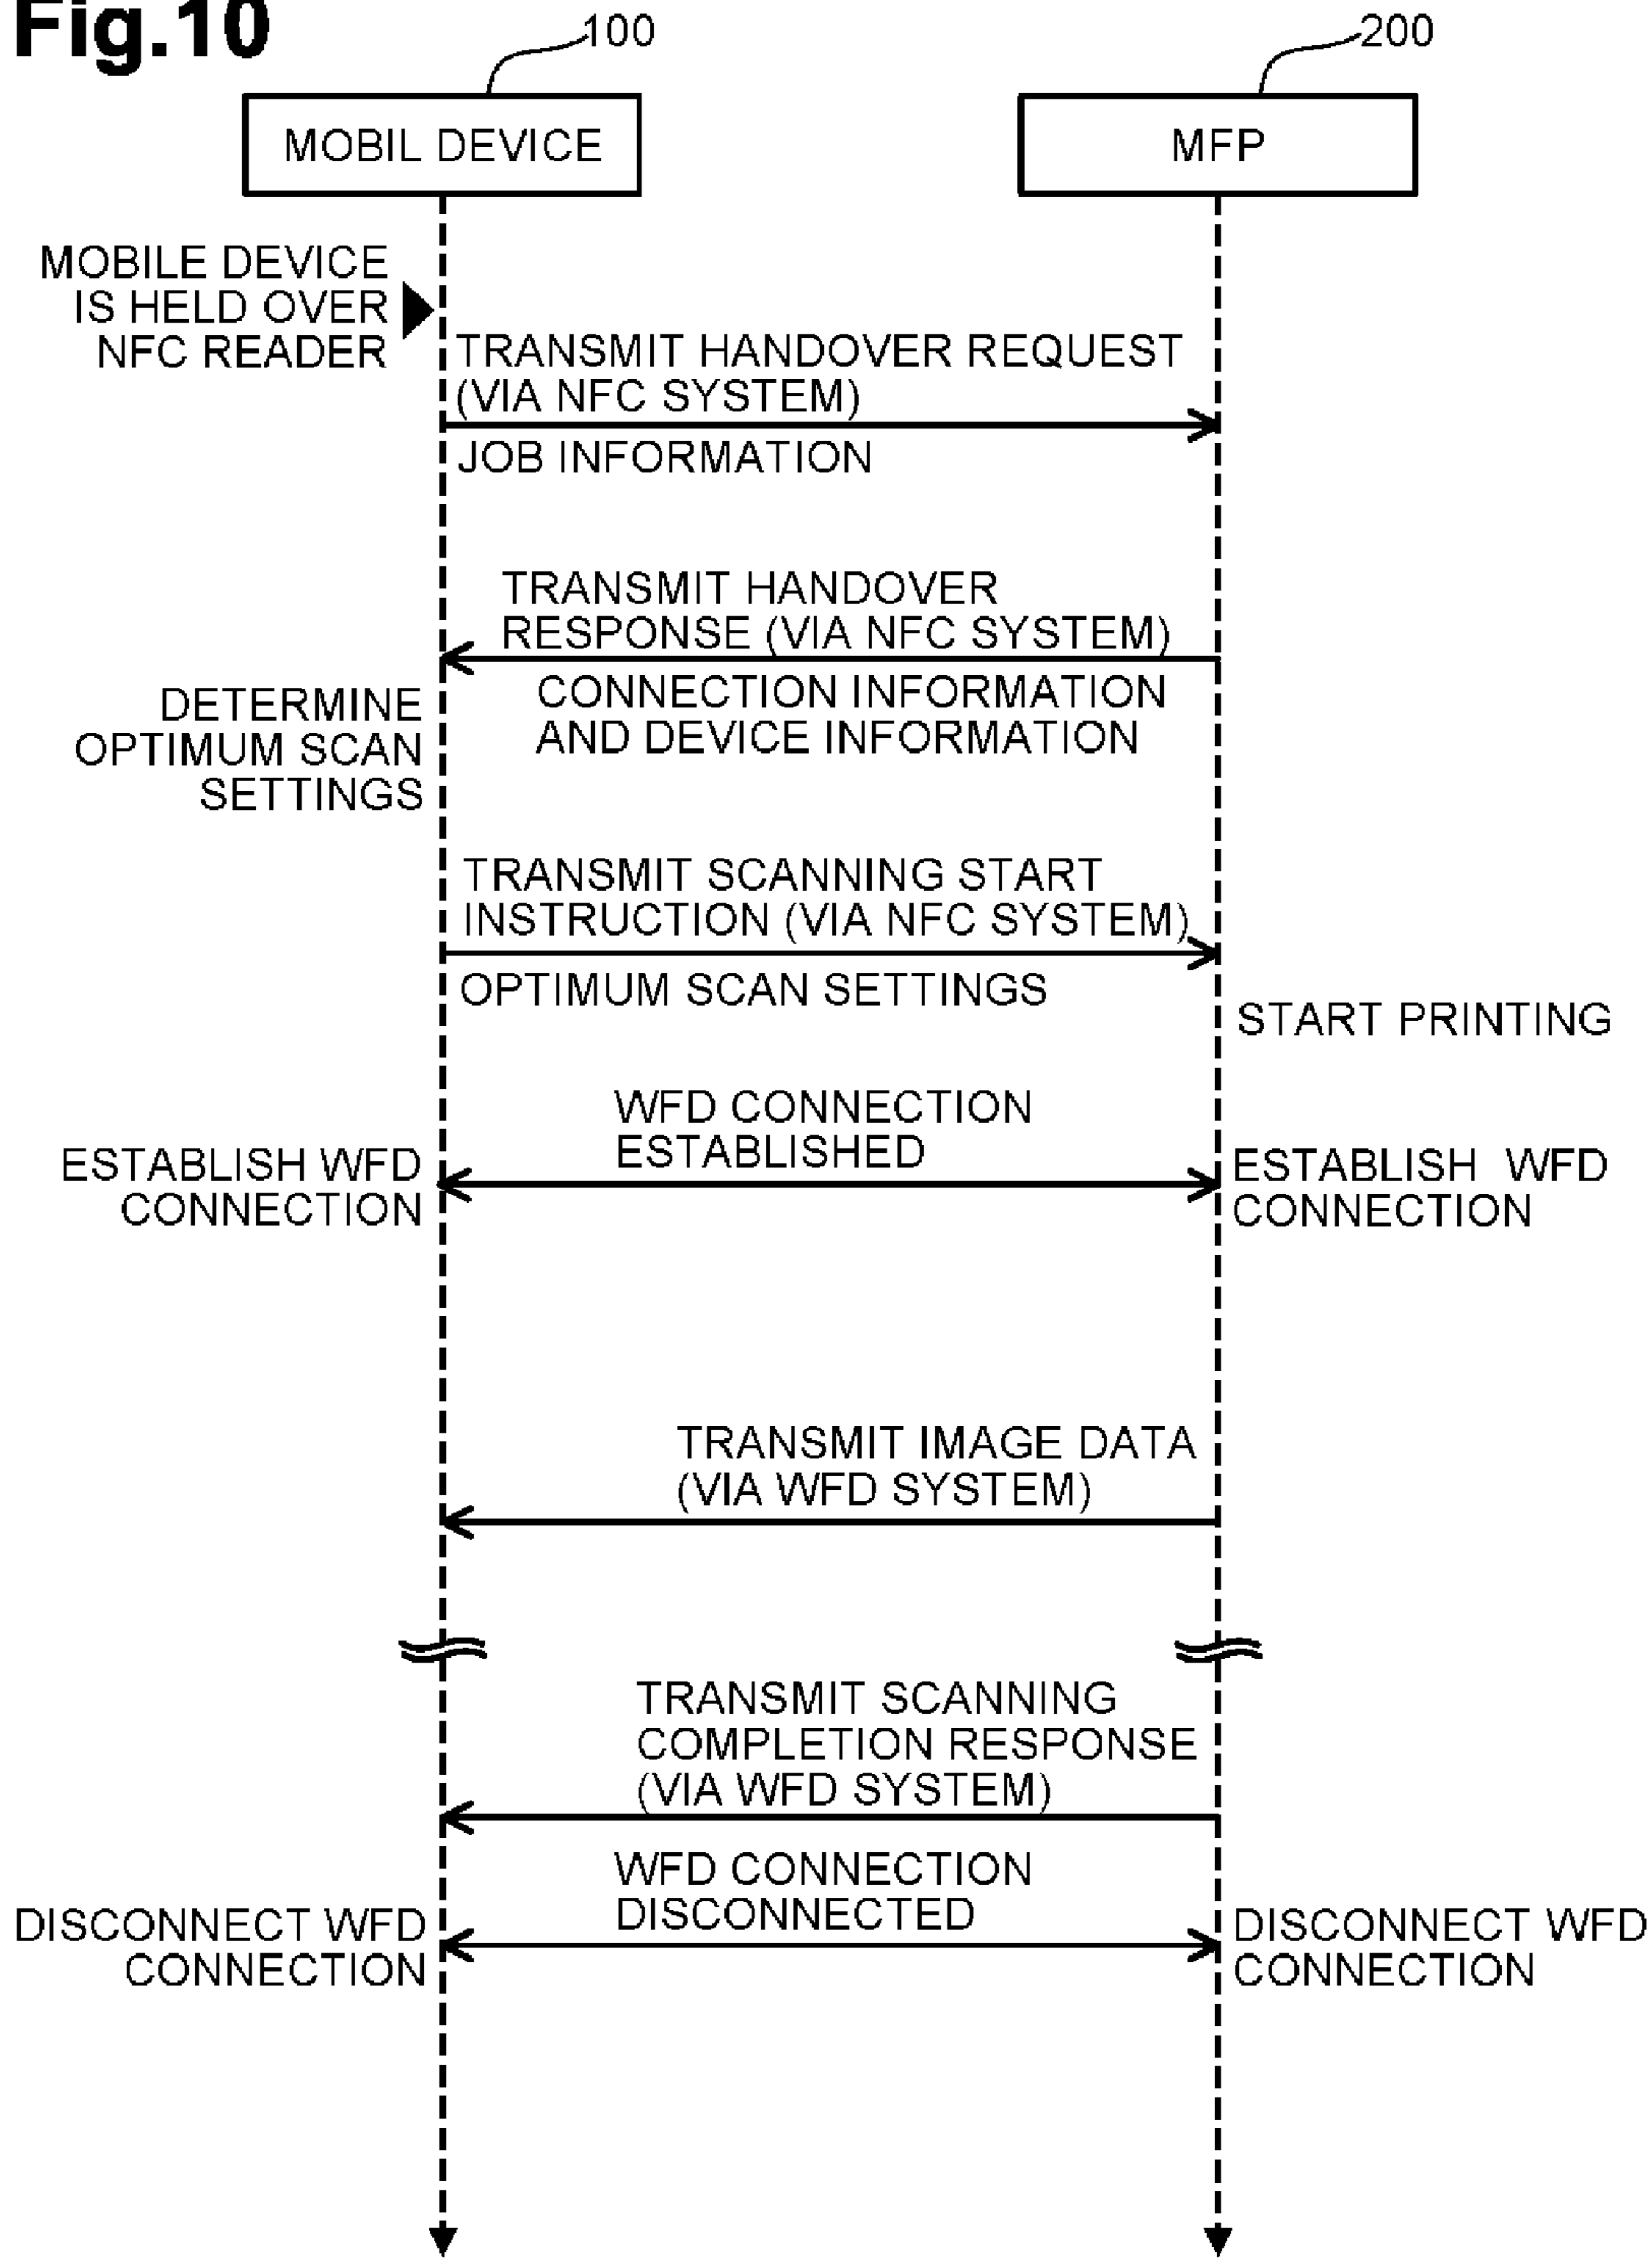 Fig.10
100
200
MOBIL DEVICE
MFP
MOBILE DEVICE
IS HELD OVER
NFC READER
TRANSMIT HANDOVER REQUEST
(VIA NFC SYSTEM)
JOB INFORMATION
TRANSMIT HANDOVER
RESPONSE (VIA NFC SYSTEM)
CONNECTION INFORMATION
AND DEVICE INFORMATION
DETERMINE
OPTIMUM SCAN
SETTINGS
TRANSMIT SCANNING START
INSTRUCTION (VIA NFC SYSTEM)
OPTIMUM SCAN SETTINGS
START PRINTING
WFD CONNECTION
ESTABLISHED
ESTABLISH WFD
CONNECTION
ESTABLISH WFD
CONNECTION
TRANSMIT IMAGE DATA
(VIA WFD SYSTEM)
TRANSMIT SCANNING
COMPLETION RESPONSE
(VIA WFD SYSTEM)
WFD CONNECTION
DISCONNECTED
DISCONNECT WFD
CONNECTION
DISCONNECT WFD
CONNECTION